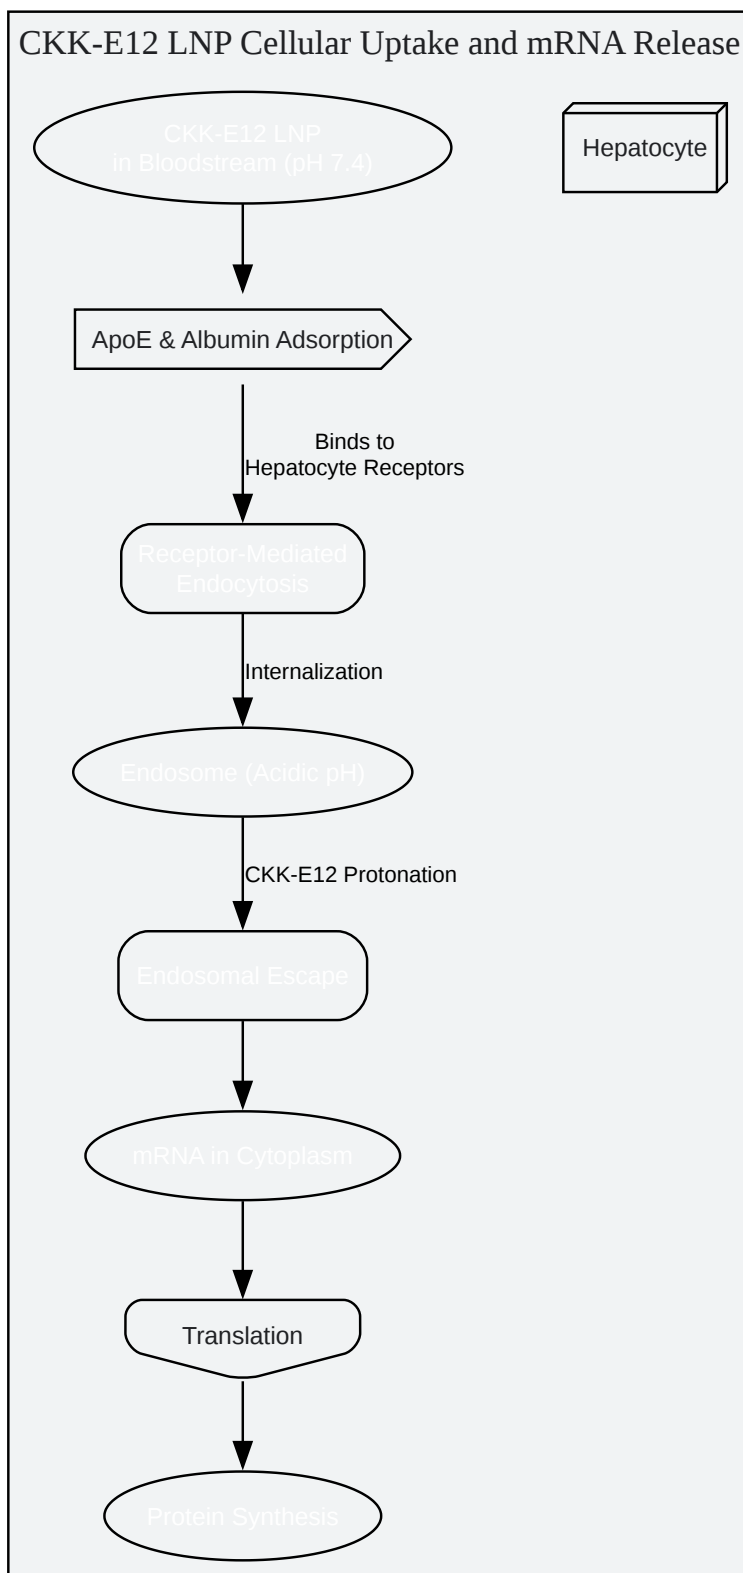 CKK-E12 LNP Cellular Uptake and mRNA Release
CKK-E12 LNP
in Bloodstream (pH 7.4)
Hepatocyte
ApoE & Albumin Adsorption
Binds to
Hepatocyte Receptors
Receptor-Mediated
Endocytosis
Internalization
Endosome (Acidic pH)
CKK-E12 Protonation
Endosomal Escape
mRNA in Cytoplasm
Translation
Protein Synthesis